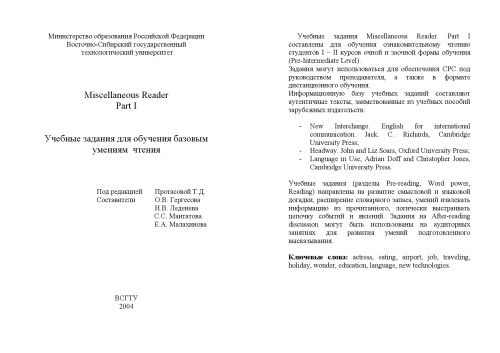 Министерство образования Российской Федерации
Восточно-Сибирский государственный
технологический университет
Miscellaneous Reader
Part I
Учебные задания для обучения базовым
умениям чтения
Под редакцией Протасовой Т.Д.
Составители О.В. Гергесова
Н.В. Леденева
С.С. Мантатова
Е.А. Малахинова
ВСГТУ
2004
Учебные задания Miscellaneous Reader. Part I
составлены для обучения ознакомительному чтению
студентов I – II курсов очной и заочной формы обучения
(Pre-Intermediate Level).
Задания могут использоваться для обеспечения СРС под
руководством преподавателя, а также в формате
дистанционного обучения.
Информационную базу учебных заданий составляют
аутентичные тексты, заимствованные из учебных пособий
зарубежных издательств:
- New Interchange. English for international
communication. Jack. C. Richards, Cambridge
University Press;
- Headway. John and Liz Soars, Oxford University Press;
- Language in Use, Adrian Doff and Christopher Jones,
Cambridge University Press.
Учебные задания (разделы Pre-reading, Word power,
Reading) направлены на развитие смысловой и языковой
догадки, расширение словарного запаса, умений извлекать
информацию из прочитанного, логически выстраивать
цепочку событий и явлений. Задания на After-reading
discussion могут быть использованы на аудиторных
занятиях для развития умений подготовленного
высказывания.
Ключевые слова: actress, eating, airport, job, traveling,
holiday, wonder, education, language, new technologies.